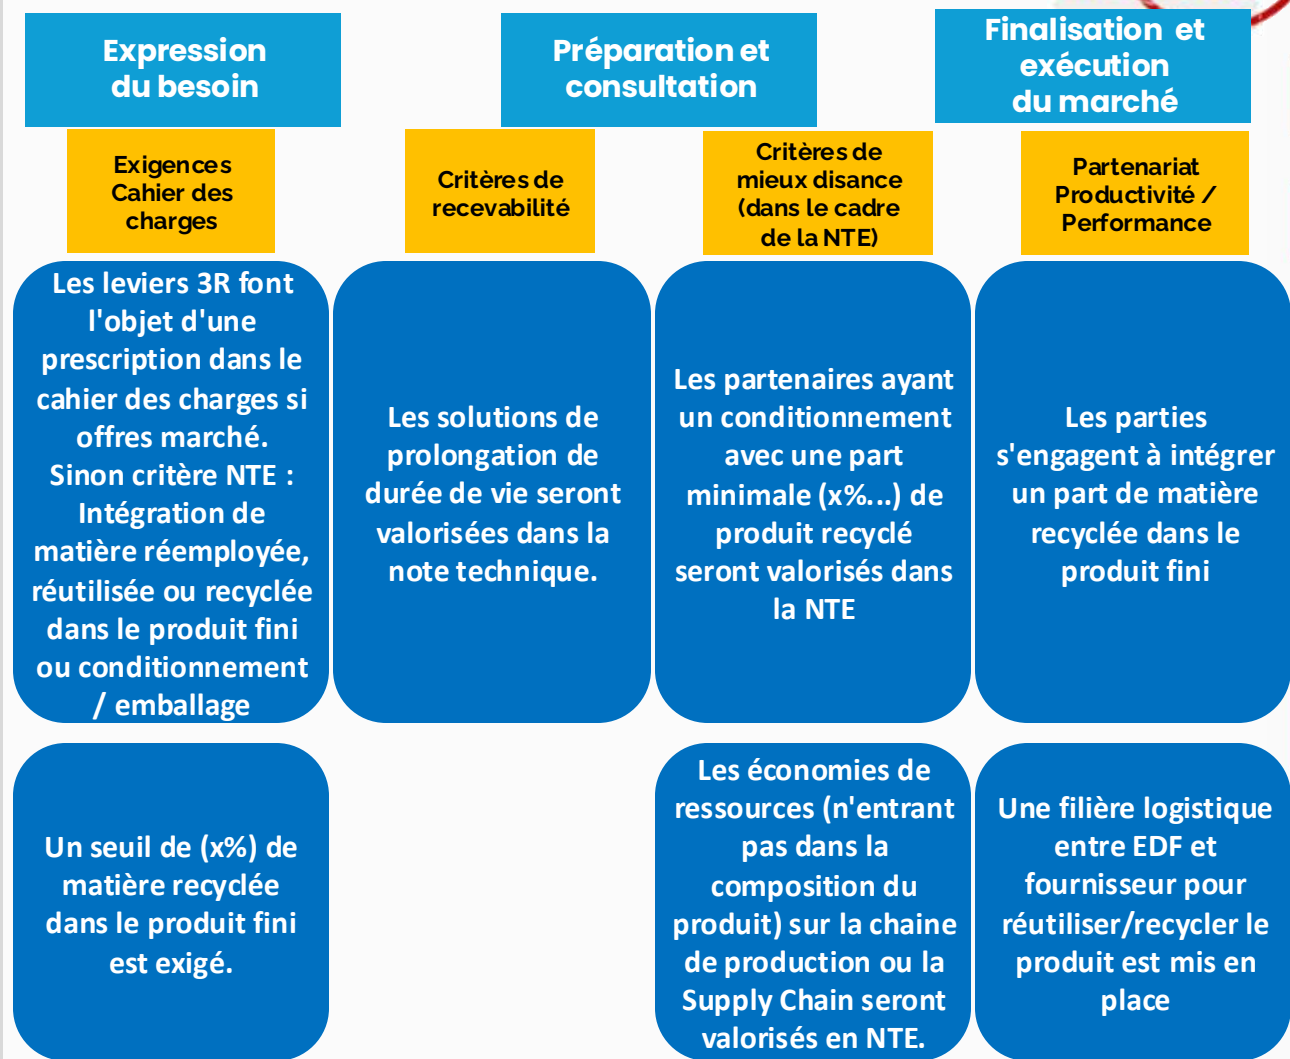 Expression
du besoin
Préparation et
consultation
Finalisation et
exécution
du marché
Exigences
Cahier des
charges
Critères de
recevabilité
Critères de
mieux disance
(dans le cadre
de la NTE)
Partenariat
Productivité /
Performance
Les leviers 3R font
l'objet d'une
prescription dans le
cahier des charges si
offres marché.
Sinon critère NTE :
Intégration de
matière réemployée,
réutilisée ou recyclée
dans le produit fini
ou conditionnement
/ emballage
Les solutions de
prolongation de
durée de vie seront
valorisées dans la
note technique.
Les partenaires ayant
un conditionnement
avec une part
minimale (x%...) de
produit recyclé
seront valorisés dans
la NTE
Les parties
s'engagent à intégrer
un part de matière
recyclée dans le
produit fini
Un seuil de (x%) de
matière recyclée
dans le produit fini
est exigé.
Les économies de
ressources (n'entrant
pas dans la
composition du
produit) sur la chaine
de production ou la
Supply Chain seront
valorisés en NTE.
Une filière logistique
entre EDF et
fournisseur pour
réutiliser/recycler le
produit est mis en
place